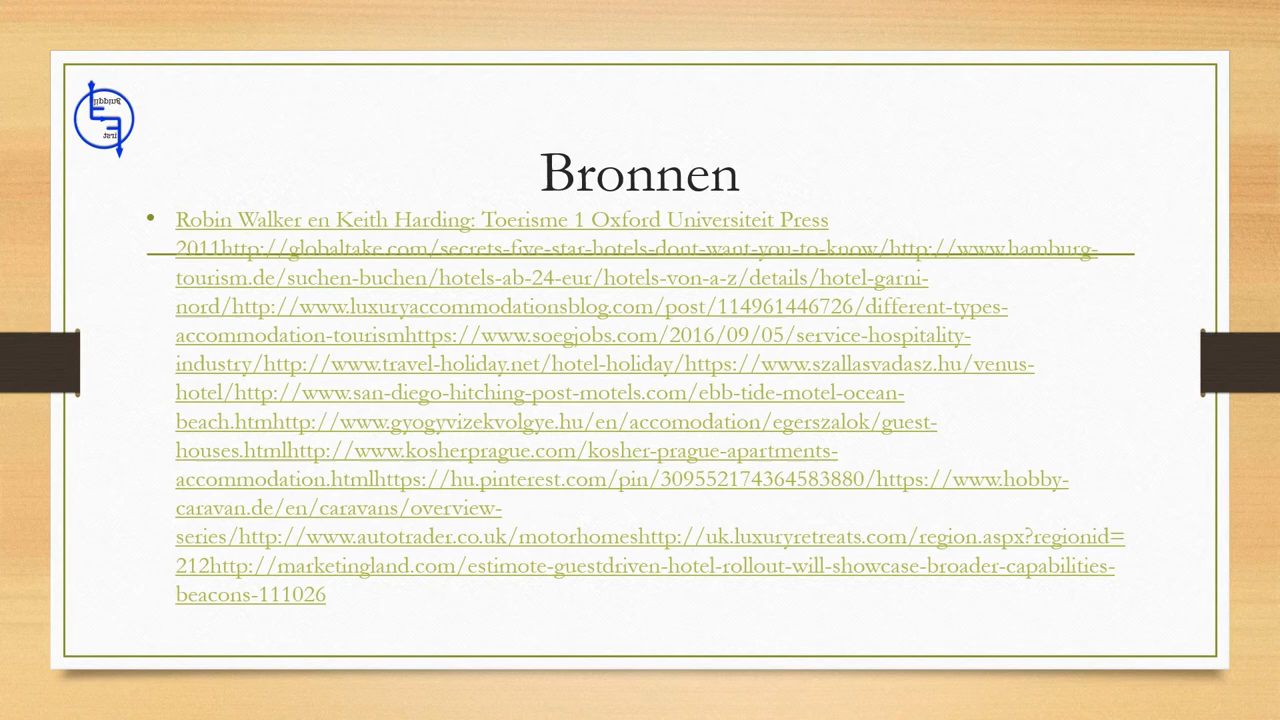 Bronnen
• Robin Walker en Keith Harding: Toerisme 1 Oxford Universiteit Press
2011http://globaltake.com/secrets-five-star-hotels-dont-want-you-to-know/http://www.hamburg-
tourism.de/suchen-buchen/hotels-ab-24-eur/hotels-von-a-z/details/hotel-garni-
nord/http://www.luxuryaccommodationsblog.com/post/114961446726/different-types-
accommodation-tourismhttps://www.soegjobs.com/2016/09/05/service-hospitality-
industry/http://www.travel-holiday.net/hotel-holiday/https://www.szallasvadasz.hu/venus-
hotel/http://www.san-diego-hitching-post-motels.com/ebb-tide-motel-ocean-
beach.htmhttp://www.gyogyvizekvolgye.hu/en/accomodation/egerszalok/guest-
houses.htmlhttp://www.kosherprague.com/kosher-prague-apartments-
accommodation.htmlhttps://hu.pinterest.com/pin/309552174364583880/https://www.hobby-
caravan.de/en/caravans/overview-
series/http://www.autotrader.co.uk/motorhomeshttp://uk.luxuryretreats.com/region.aspx?regionid=
212http://marketingland.com/estimote-guestdriven-hotel-rollout-will-showcase-broader-capabilities-
beacons-111026